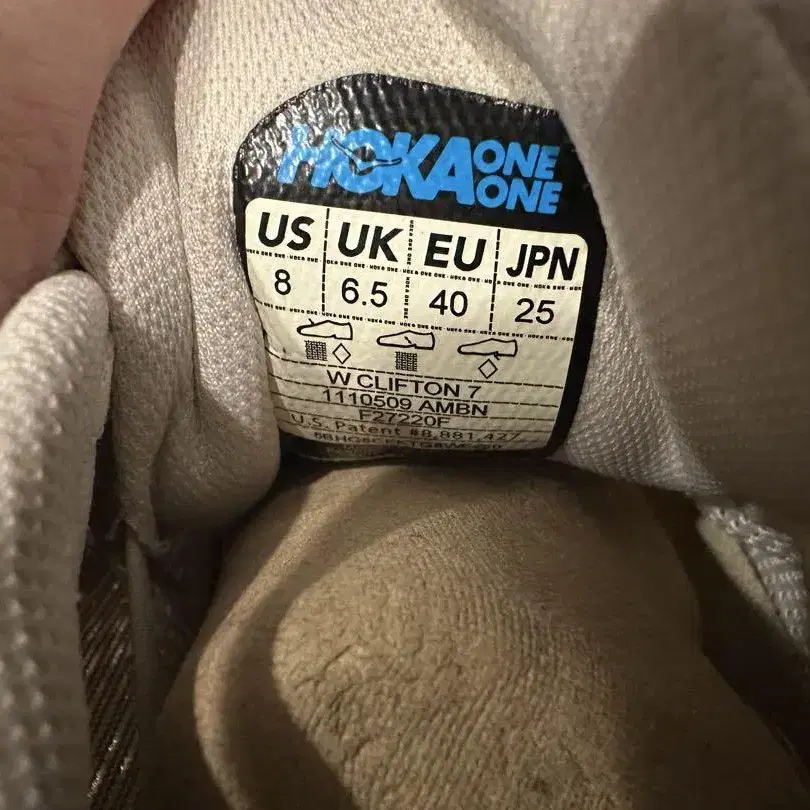 HOKA ONE ONE
US UK EU JPN
8 6.5 40 25
W CLIFTON 7
1110509 AMBN
F27220F
U.S. Patent #8,881,427